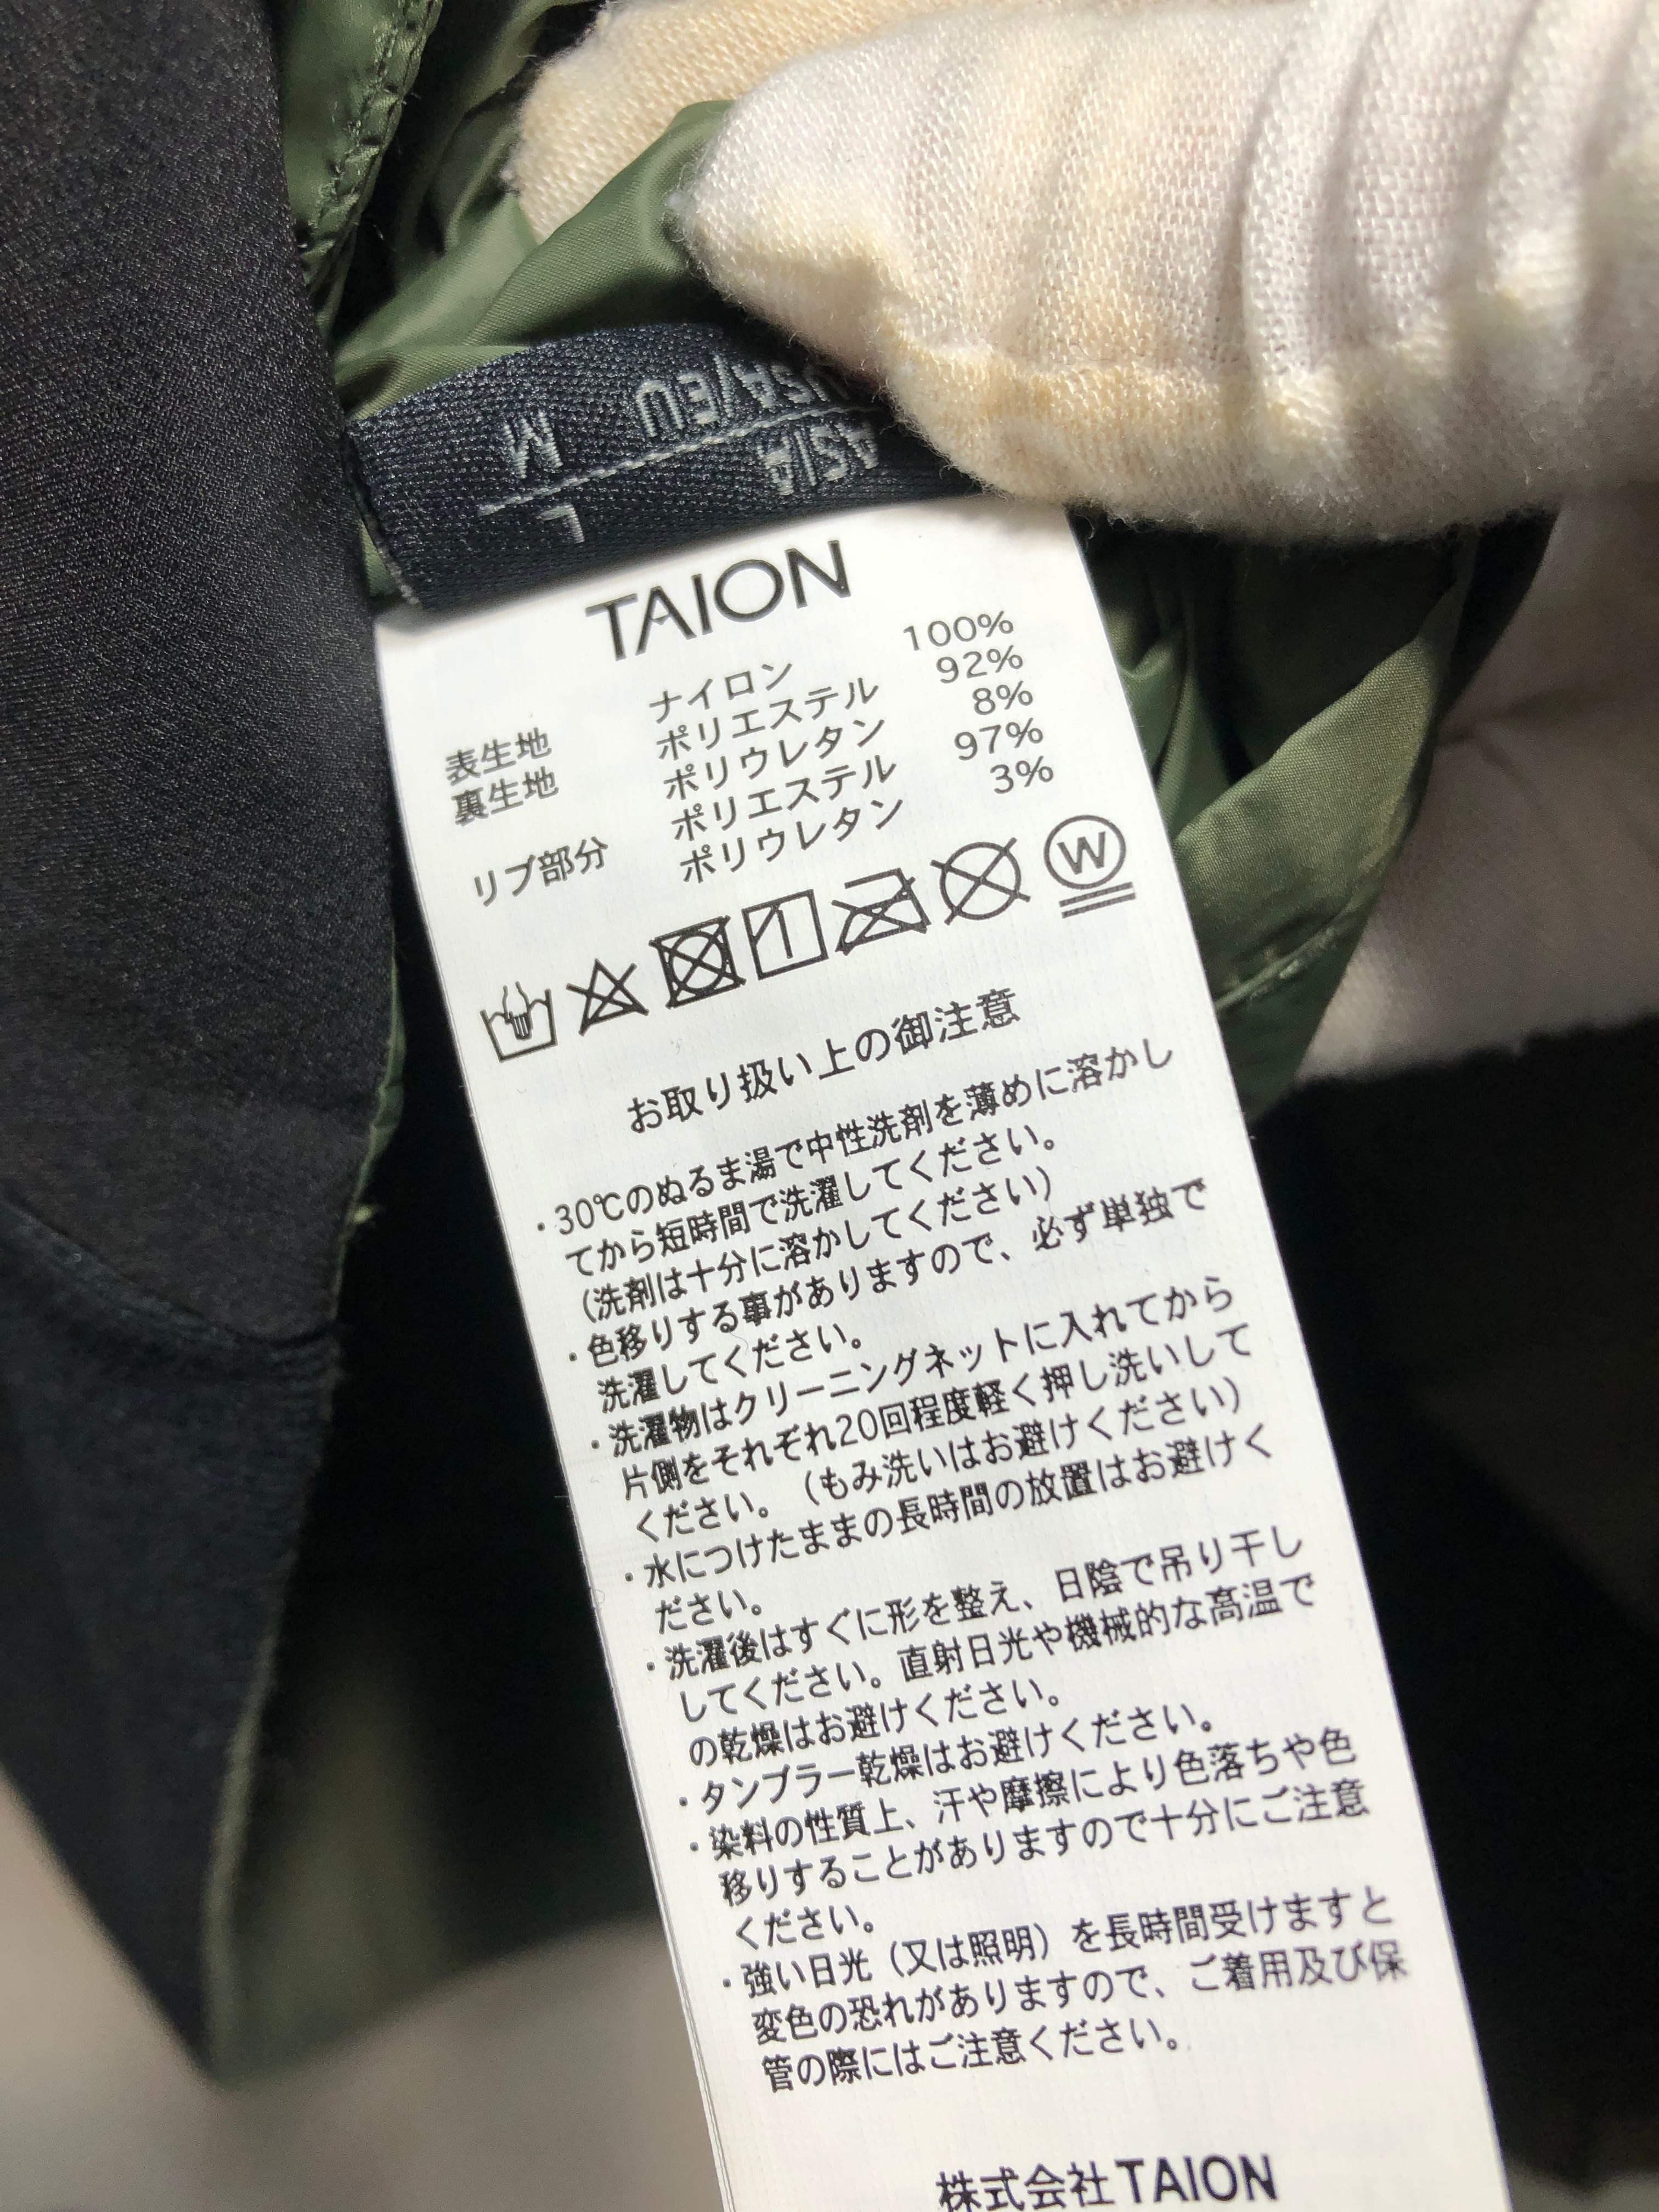 ASIA L
USA/EU M
TAION
表生地 ナイロン 100%
裏生地 ポリエステル 92%
ポリウレタン 8%
リブ部分 ポリエステル 97%
ポリウレタン 3%
W
お取り扱い上の御注意
・30℃のぬるま湯で中性洗剤を薄めに溶かし
てから短時間で洗濯してください。
（洗剤は十分に溶かしてください）
・色移りする事がありますので、必ず単独で
洗濯してください。
・洗濯物はクリーニングネットに入れてから
片側をそれぞれ20回程度軽く押し洗いして
ください。（もみ洗いはお避けください）
・水につけたままの長時間の放置はお避けく
ださい。
・洗濯後はすぐに形を整え、日陰で吊り干し
してください。直射日光や機械的な高温で
の乾燥はお避けください。
・タンブラー乾燥はお避けください。
・染料の性質上、汗や摩擦により色落ちや色
移りすることがありますので十分にご注意
ください。
・強い日光（又は照明）を長時間受けますと
変色の恐れがありますので、ご着用及び保
管の際にはご注意ください。
株式会社TAION